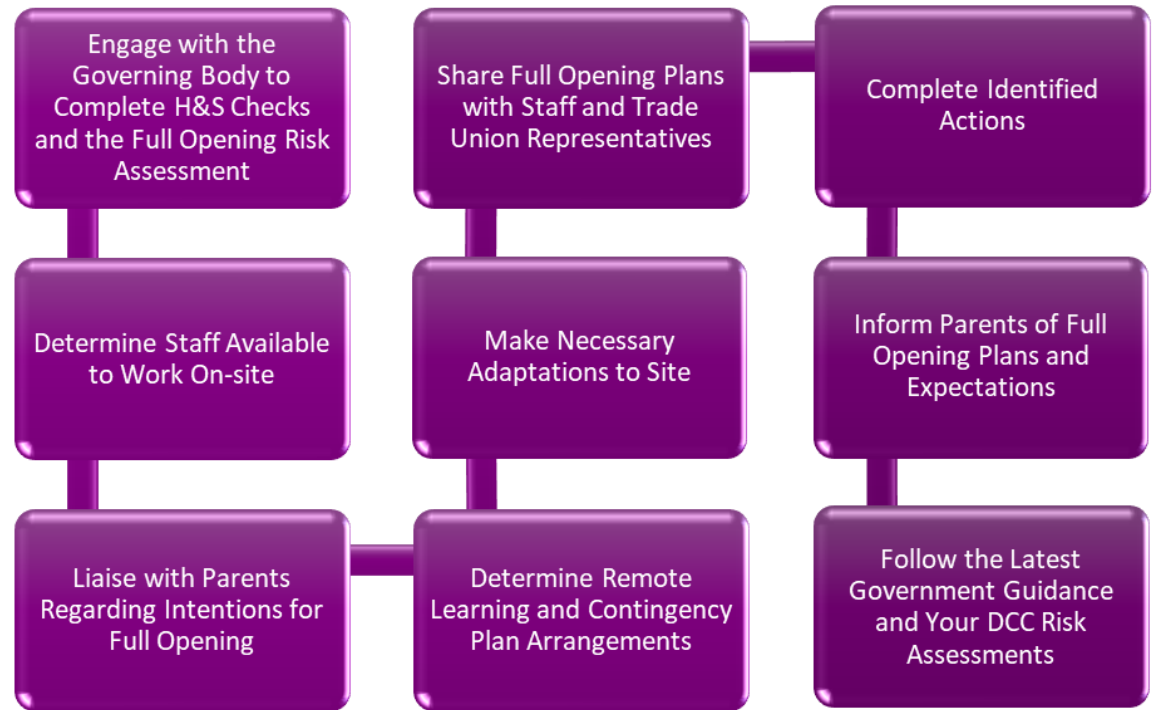 Engage with the
Governing Body to
Complete H&S Checks
and the Full Opening Risk
Assessment
Determine Staff Available
to Work On-site
Liaise with Parents
Regarding Intentions for
Full Opening
Determine Remote
Learning and Contingency
Plan Arrangements
Make Necessary
Adaptations to Site
Share Full Opening Plans
with Staff and Trade
Union Representatives
Complete Identified
Actions
Inform Parents of Full
Opening Plans and
Expectations
Follow the Latest
Government Guidance
and Your DCC Risk
Assessments